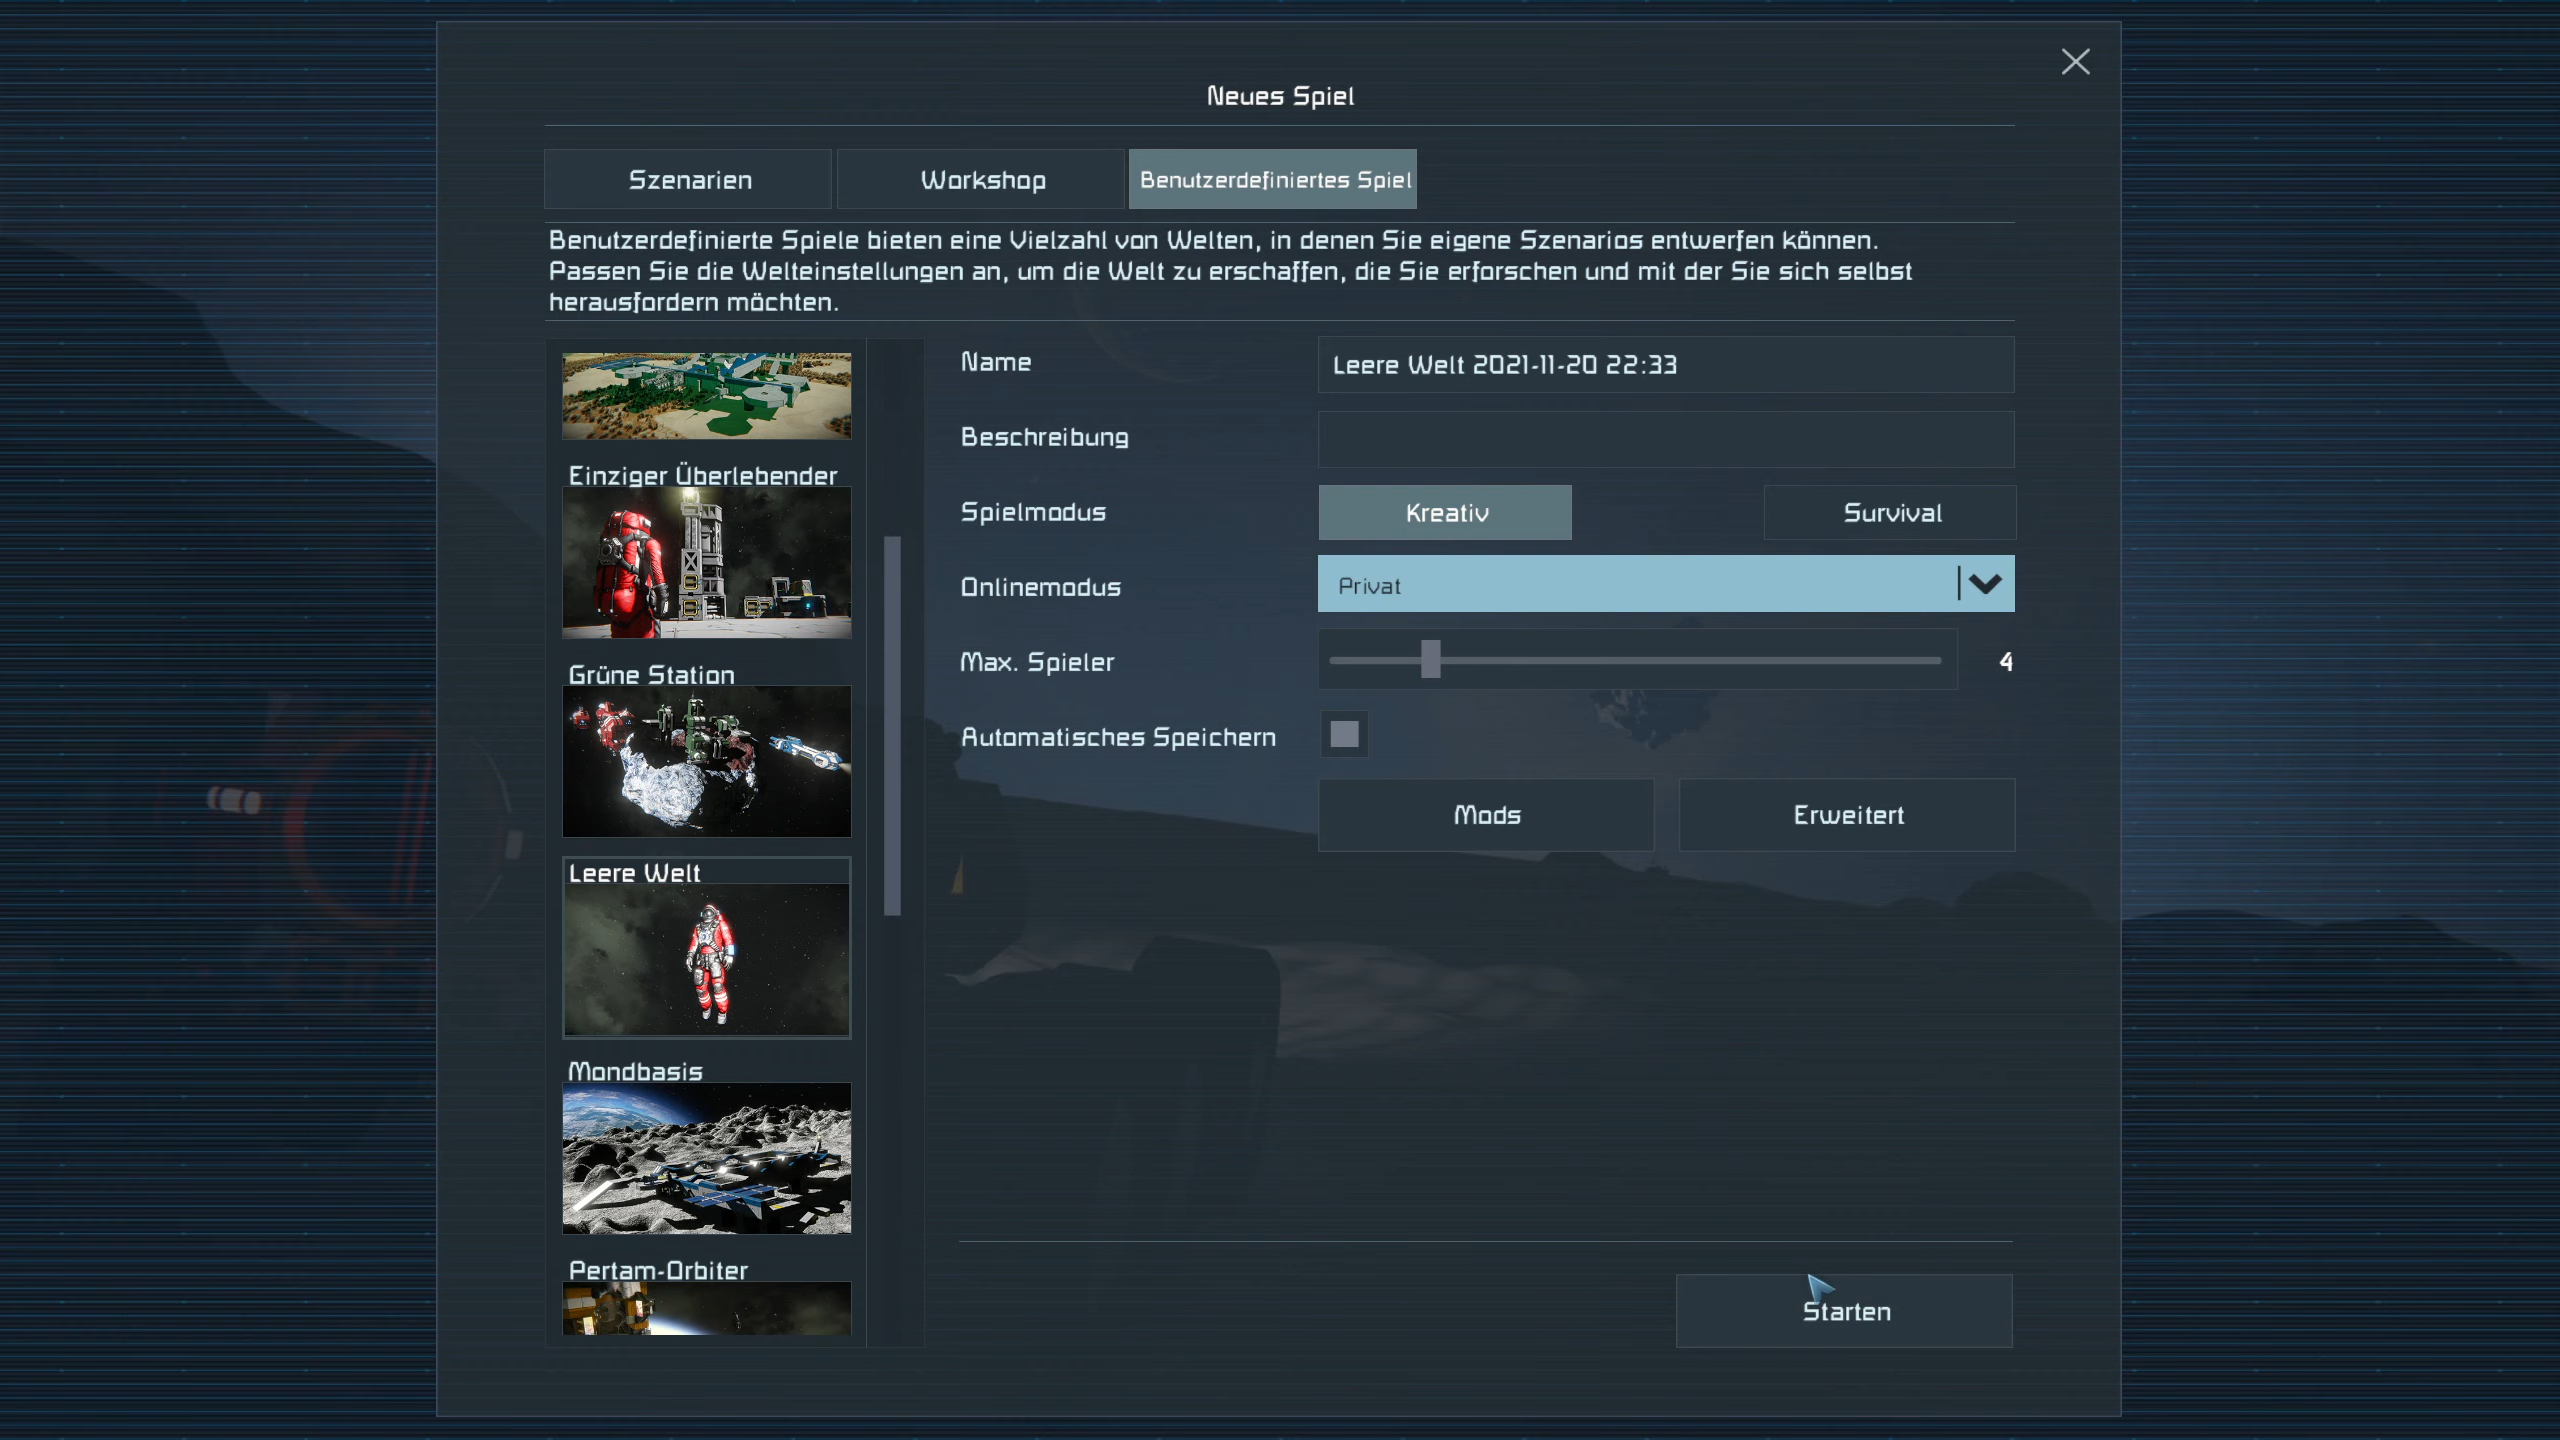 Neues Spiel
Szenarien
Workshop
Benutzerdefiniertes Spiel
Benutzerdefinierte Spiele bieten eine Vielzahl von Welten, in denen Sie eigene Szenarios entwerfen können.
Passen Sie die Welteinstellungen an, um die Welt zu erschaffen, die Sie erforschen und mit der Sie sich selbst
herausfordern möchten.
Einziger Überlebender
Grüne Station
Leere Welt
Mondbasis
Pertam-Orbiter
Name
Leere Welt 2021-11-20 22:33
Beschreibung
Spielmodus
Kreativ
Survival
Onlinemodus
Privat
Max. Spieler
4
Automatisches Speichern
Mods
Erweitert
Starten